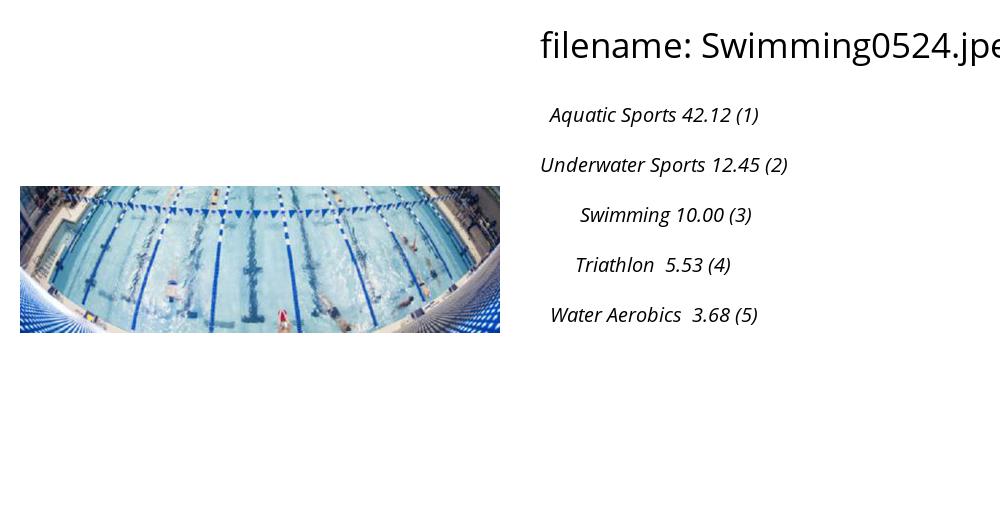 filename: Swimming0524.jpe
Aquatic Sports 42.12 (1)
Underwater Sports 12.45 (2)
Swimming 10.00 (3)
Triathlon 5.53 (4)
Water Aerobics 3.68 (5)